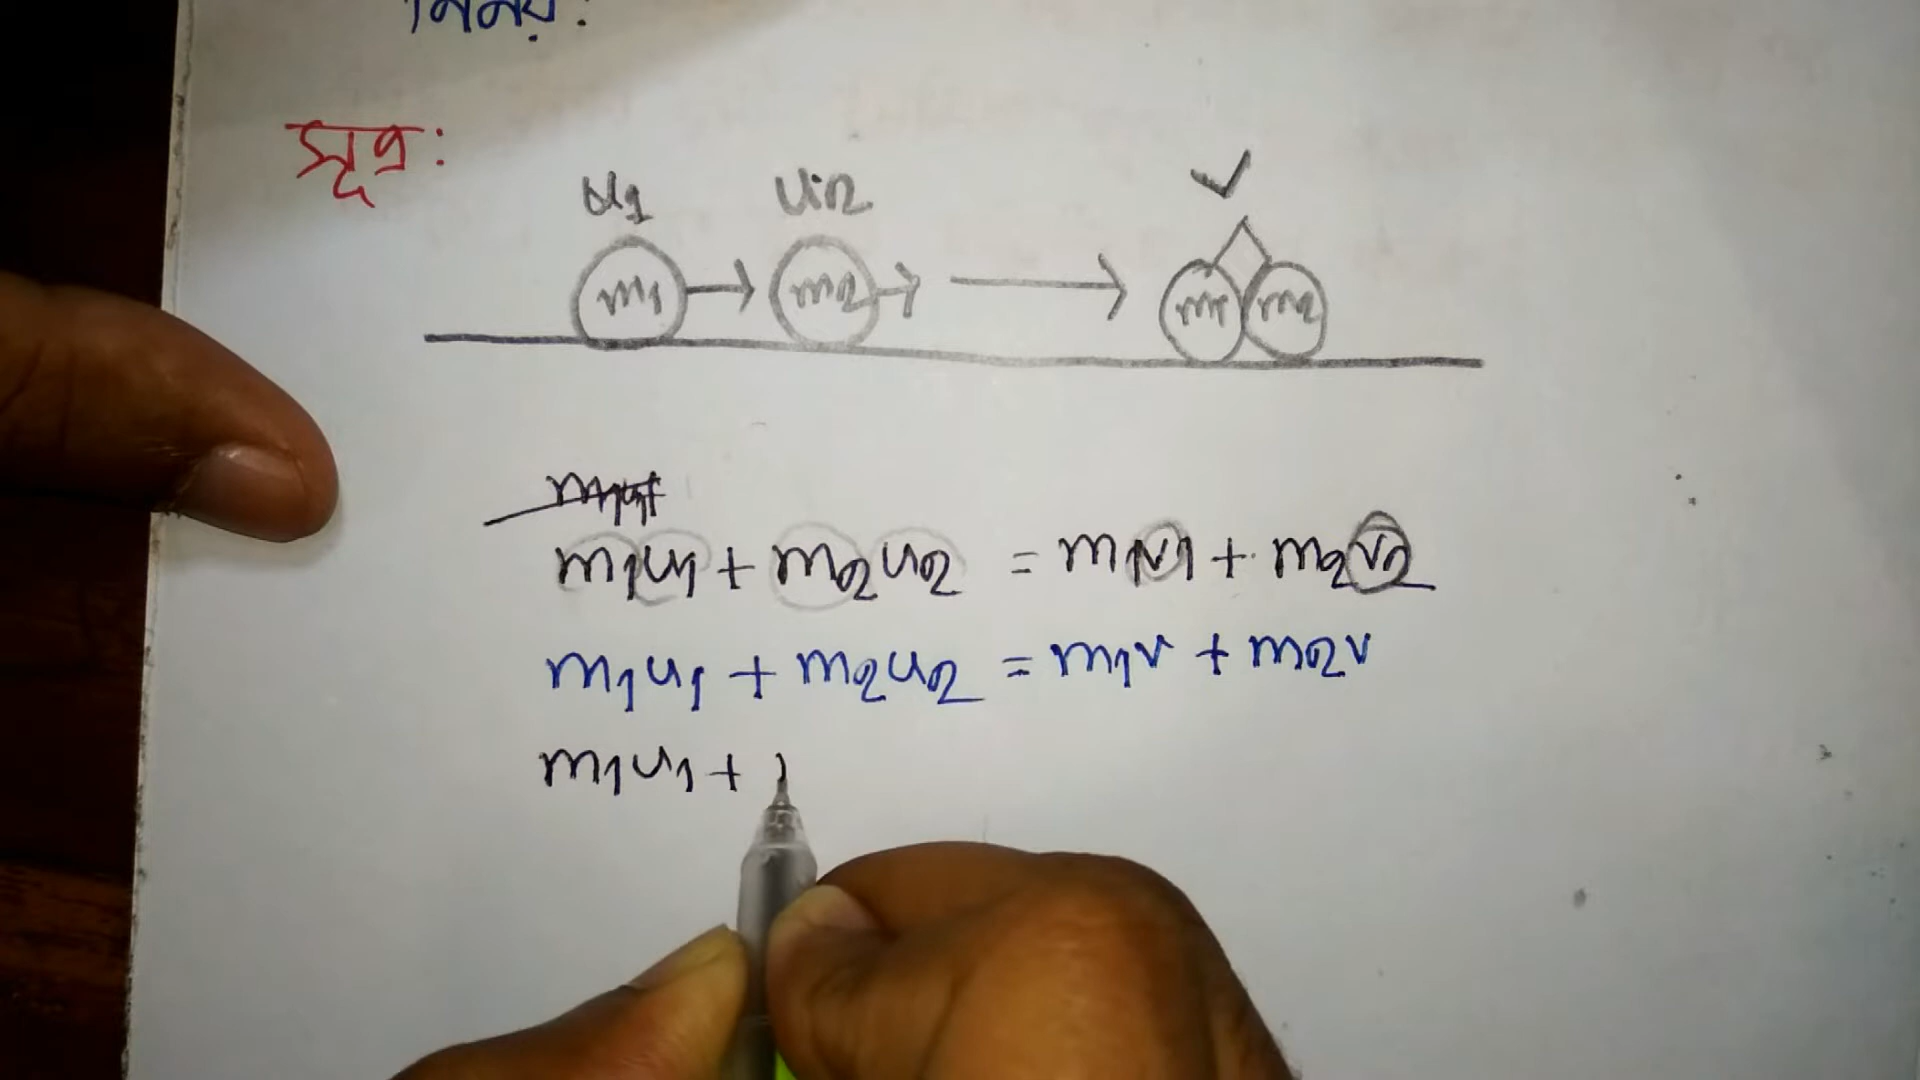 সূত্র:
u1 u2 v
m1 m2 m1 m2
m1u1 + m2u2 = m1v1 + m2v2
m1u1 + m2u2 = m1v + m2v
m1u1 +